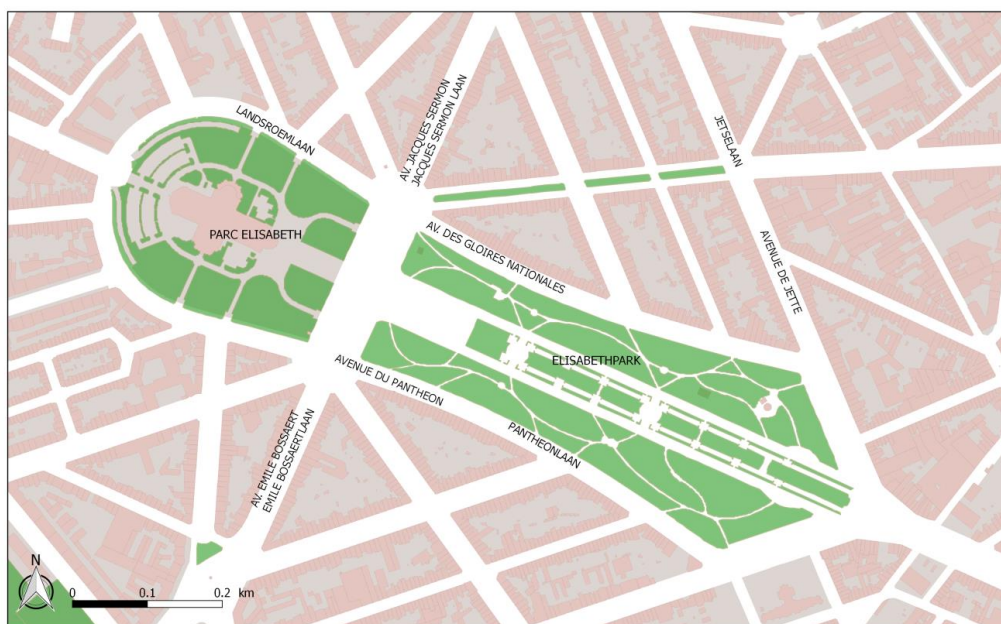 LANDSROEMLAAN
AV. JACQUES SERMON
JACQUES SERMON LAAN
JETSELAAN
PARC ELISABETH
AV. DES GLOIRES NATIONALES
AVENUE DE JETTE
ELISABETHPARK
AVENUE DU PANTHEON
PANTHEONLAAN
AV. EMILE BOSSAERT
EMILE BOSSAERTLAAN
N
0 0.1 0.2 km